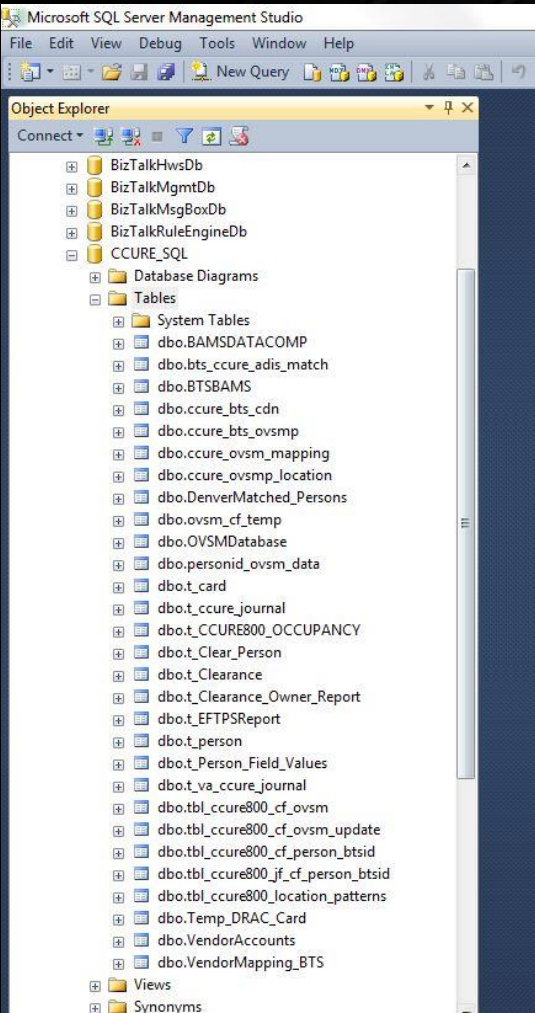 Microsoft SQL Server Management Studio
File Edit View Debug Tools Window Help
New Query
Object Explorer
Connect
BizTalkHwsDb
BizTalkMgmtDb
BizTalkMsgBoxDb
BizTalkRuleEngineDb
CCURE_SQL
Database Diagrams
Tables
System Tables
dbo.BAMSDATACOMP
dbo.bts_ccure_adis_match
dbo.BTSBAMS
dbo.ccure_bts_cdn
dbo.ccure_bts_ovsmp
dbo.ccure_ovsm_mapping
dbo.ccure_ovsmp_location
dbo.DenverMatched_Persons
dbo.ovsm_cf_temp
dbo.OVSMDatabase
dbo.personid_ovsm_data
dbo.t_card
dbo.t_ccure_journal
dbo.t_CCURE800_OCCUPANCY
dbo.t_Clear_Person
dbo.t_Clearance
dbo.t_Clearance_Owner_Report
dbo.t_EFTPSReport
dbo.t_person
dbo.t_Person_Field_Values
dbo.t_va_ccure_journal
dbo.tbl_ccure800_cf_ovsm
dbo.tbl_ccure800_cf_ovsm_update
dbo.tbl_ccure800_cf_person_btsid
dbo.tbl_ccure800_jf_cf_person_btsid
dbo.tbl_ccure800_location_patterns
dbo.Temp_DRAC_Card
dbo.VendorAccounts
dbo.VendorMapping_BTS
Views
Synonyms